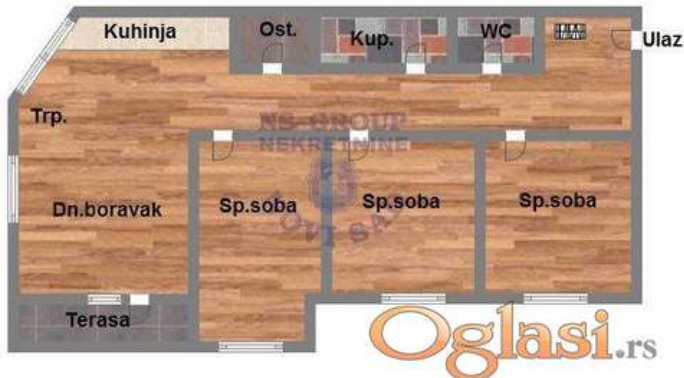 Kuhinja
Ost.
Kup.
WC
Ulaz
Trp.
NS-GROUP
NEKRETNINE
NOVI SAD
Dn.boravak
Sp.soba
Sp.soba
Sp.soba
Terasa
Oglasi.rs